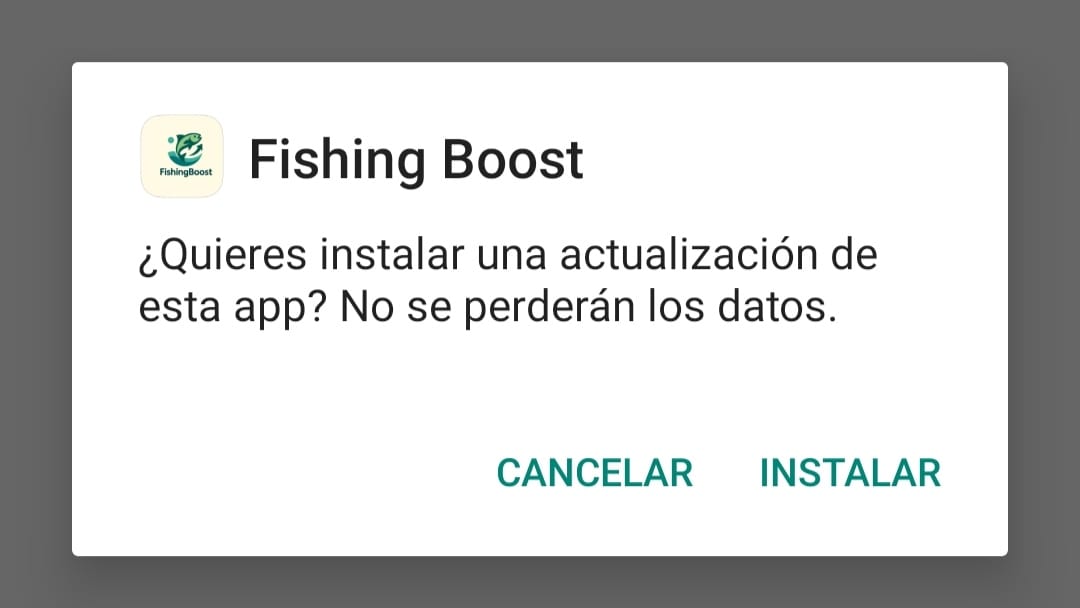 FishingBoost
Fishing Boost
¿Quieres instalar una actualización de
esta app? No se perderán los datos.
CANCELAR
INSTALAR